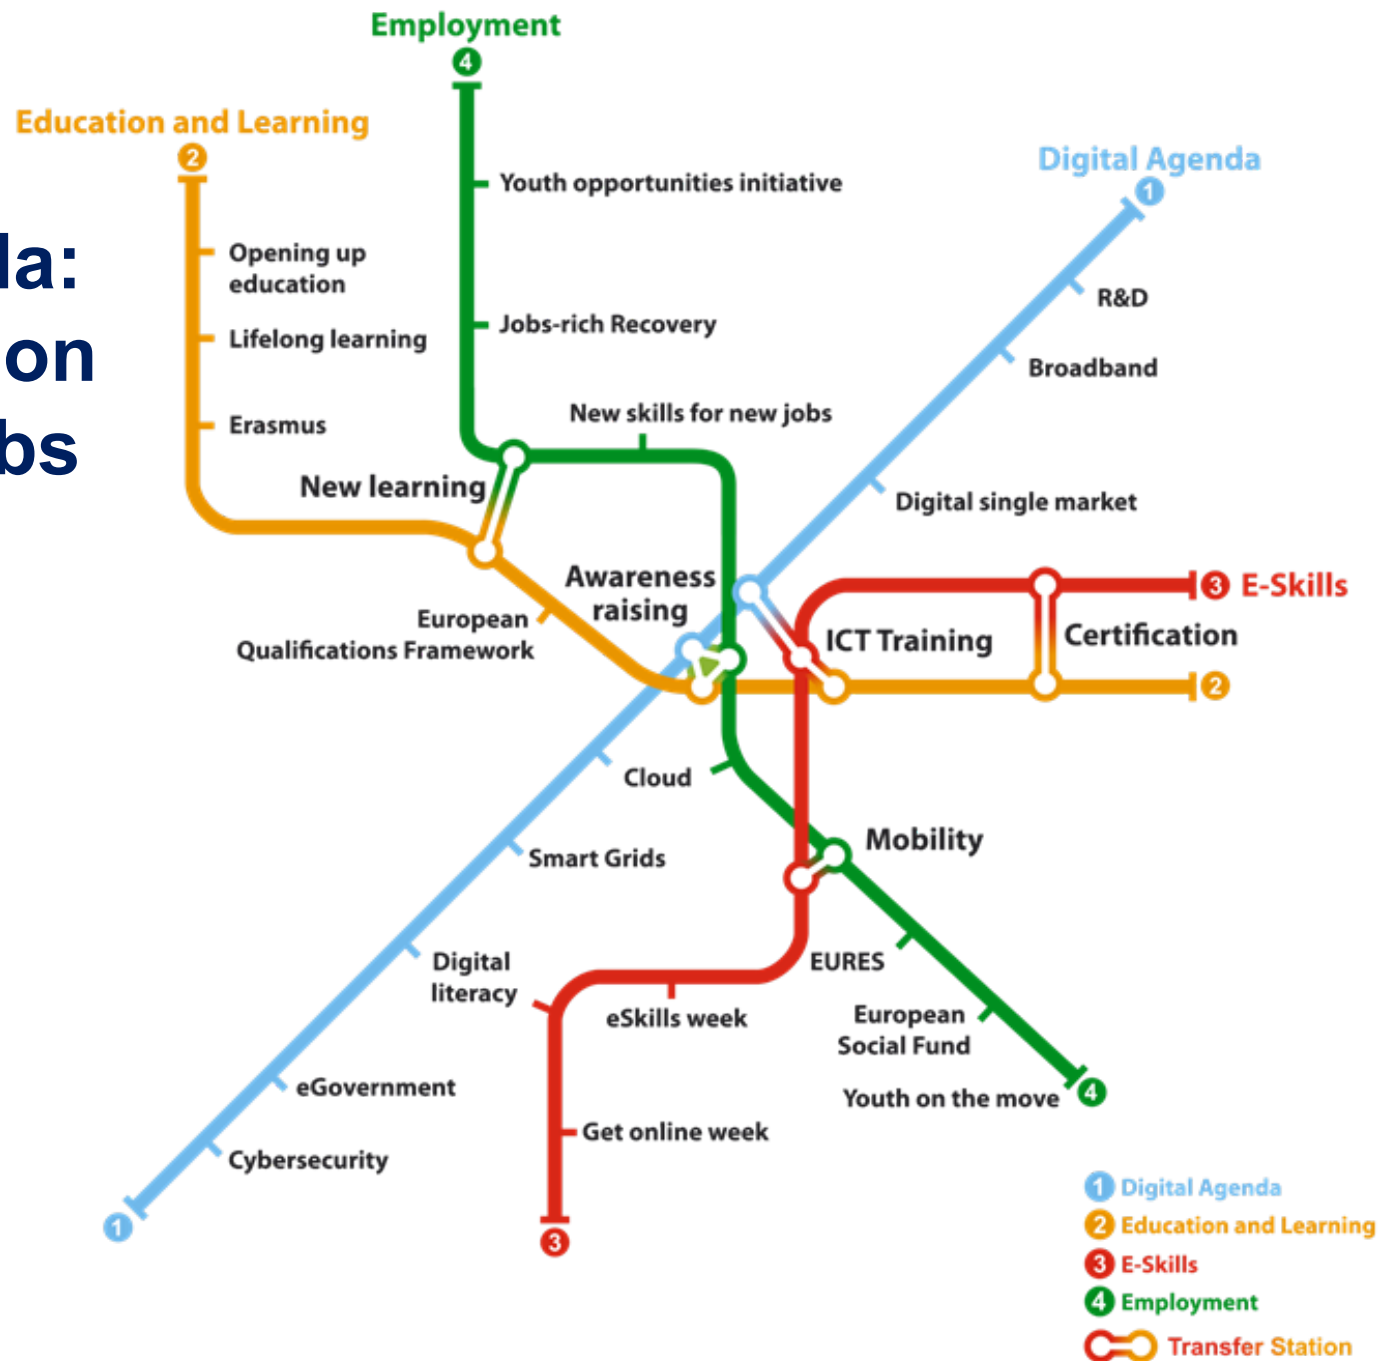 Employment
4
Education and Learning
2
Digital Agenda
1
Youth opportunities initiative
Opening up
education
la:
R&D
Jobs-rich Recovery
Lifelong learning
on
Broadband
New skills for new jobs
Erasmus
bs
New learning
Digital single market
Awareness
raising
3 E-Skills
European
Qualifications Framework
ICT Training
Certification
2
Cloud
Mobility
Smart Grids
Digital
literacy
EURES
eSkills week
European
Social Fund
eGovernment
Youth on the move
4
Get online week
Cybersecurity
1
3
1 Digital Agenda
2 Education and Learning
3 E-Skills
4 Employment
Transfer Station